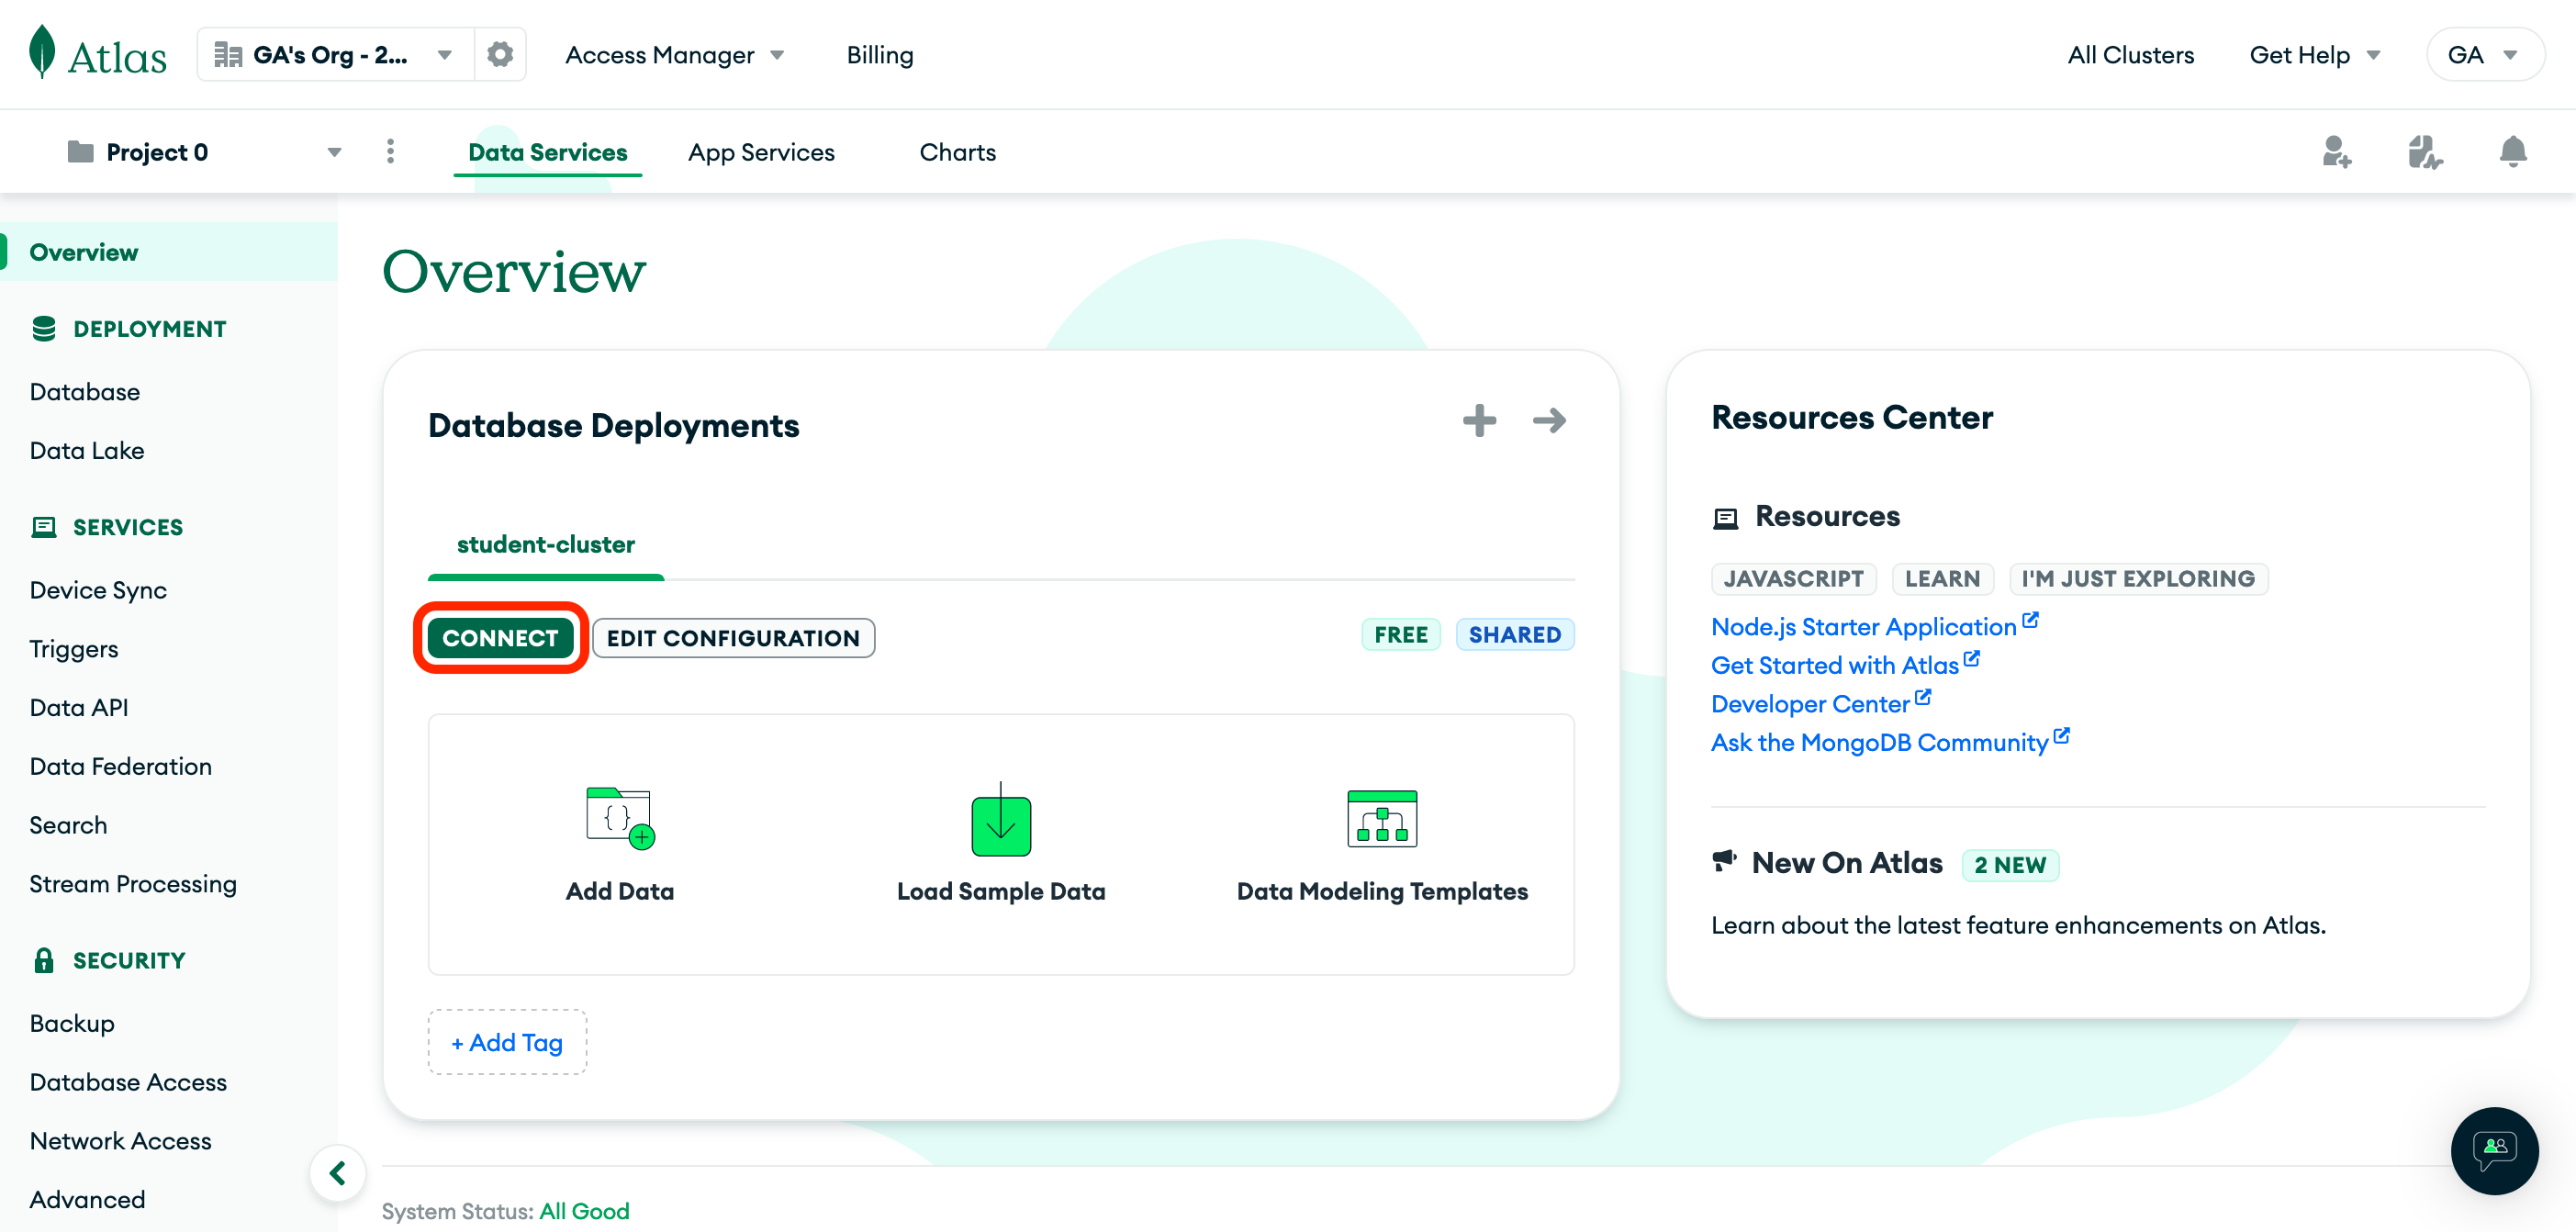 Atlas
GA's Org - 2...
Access Manager
Billing
All Clusters
Get Help
GA
Project 0
Data Services
App Services
Charts
Overview
DEPLOYMENT
Database
Data Lake
SERVICES
Device Sync
Triggers
Data API
Data Federation
Search
Stream Processing
SECURITY
Backup
Database Access
Network Access
Advanced
Overview
Database Deployments
student-cluster
CONNECT
EDIT CONFIGURATION
FREE
SHARED
{ }
Add Data
Load Sample Data
Data Modeling Templates
+ Add Tag
Resources Center
Resources
JAVASCRIPT
LEARN
I'M JUST EXPLORING
Node.js Starter Application
Get Started with Atlas
Developer Center
Ask the MongoDB Community
New On Atlas
2 NEW
Learn about the latest feature enhancements on Atlas.
System Status: All Good